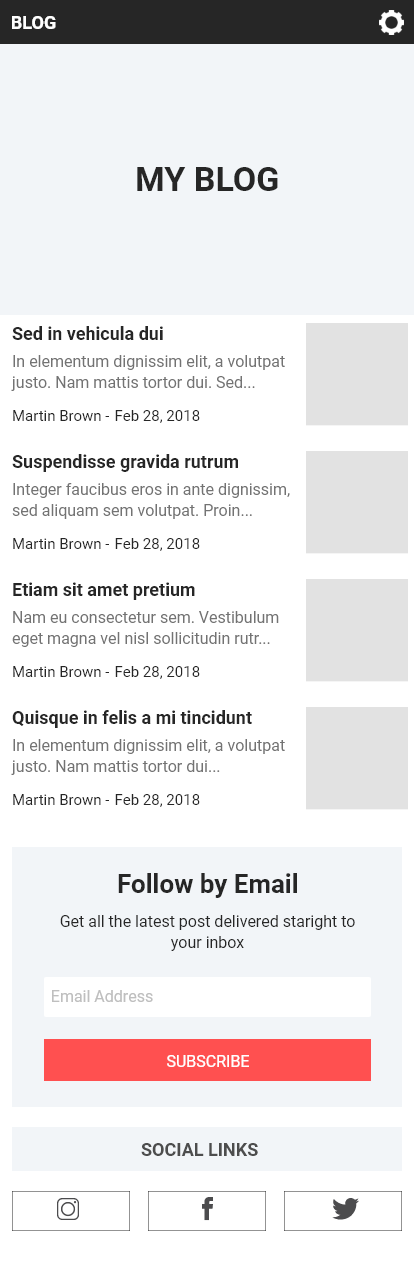 BLOG
MY BLOG
Sed in vehicula dui
In elementum dignissim elit, a volutpat
justo. Nam mattis tortor dui. Sed...
Martin Brown - Feb 28, 2018
Suspendisse gravida rutrum
Integer faucibus eros in ante dignissim,
sed aliquam sem volutpat. Proin...
Martin Brown - Feb 28, 2018
Etiam sit amet pretium
Nam eu consectetur sem. Vestibulum
eget magna vel nisl sollicitudin rutr...
Martin Brown - Feb 28, 2018
Quisque in felis a mi tincidunt
In elementum dignissim elit, a volutpat
justo. Nam mattis tortor dui...
Martin Brown - Feb 28, 2018
Follow by Email
Get all the latest post delivered staright to
your inbox
Email Address
SUBSCRIBE
SOCIAL LINKS